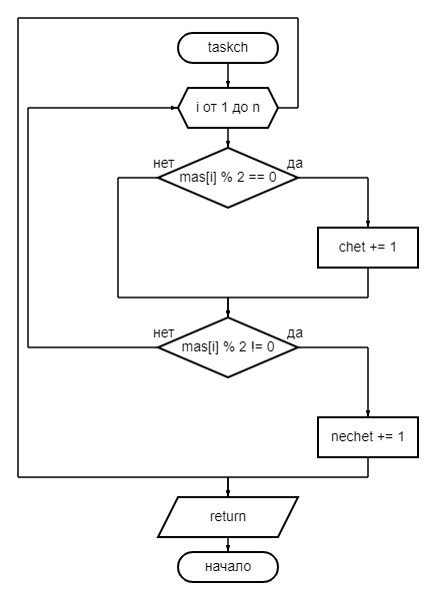 taskch
i от 1 до n
нет
да
mas[i] % 2 == 0
chet += 1
нет
да
mas[i] % 2 != 0
nechet += 1
return
начало